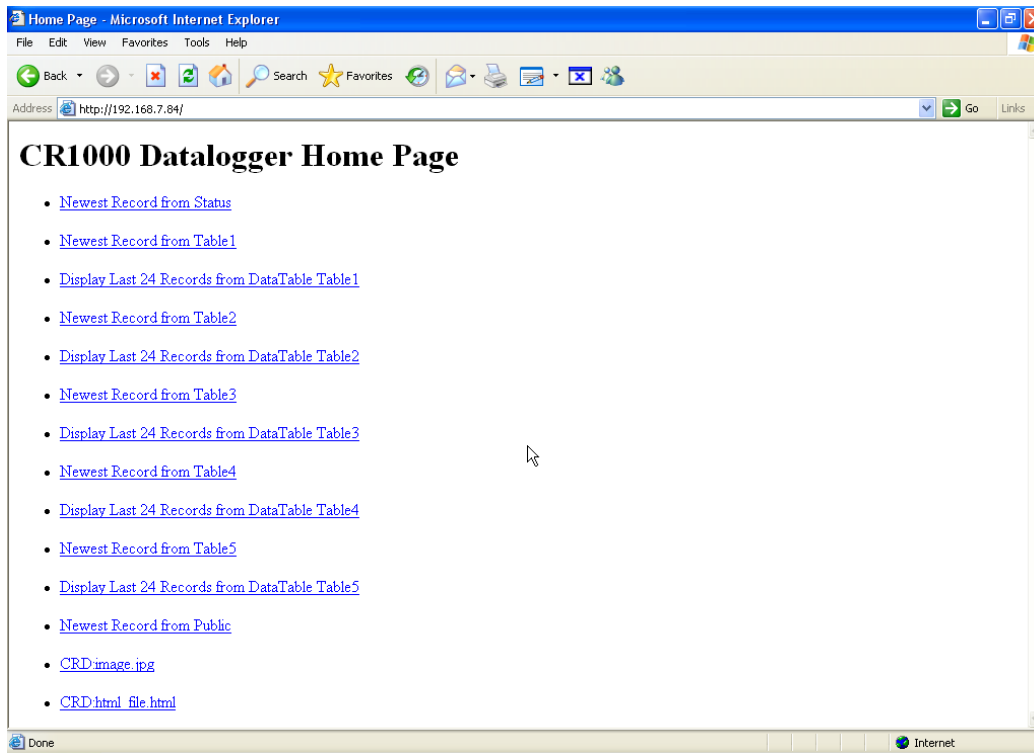 Home Page - Microsoft Internet Explorer
File Edit View Favorites Tools Help
Back Search Favorites
Address http://192.168.7.84/ Go Links
CR1000 Datalogger Home Page
Newest Record from Status
Newest Record from Table1
Display Last 24 Records from DataTable Table1
Newest Record from Table2
Display Last 24 Records from DataTable Table2
Newest Record from Table3
Display Last 24 Records from DataTable Table3
Newest Record from Table4
Display Last 24 Records from DataTable Table4
Newest Record from Table5
Display Last 24 Records from DataTable Table5
Newest Record from Public
CRD:image.jpg
CRD:html_file.html
Done Internet